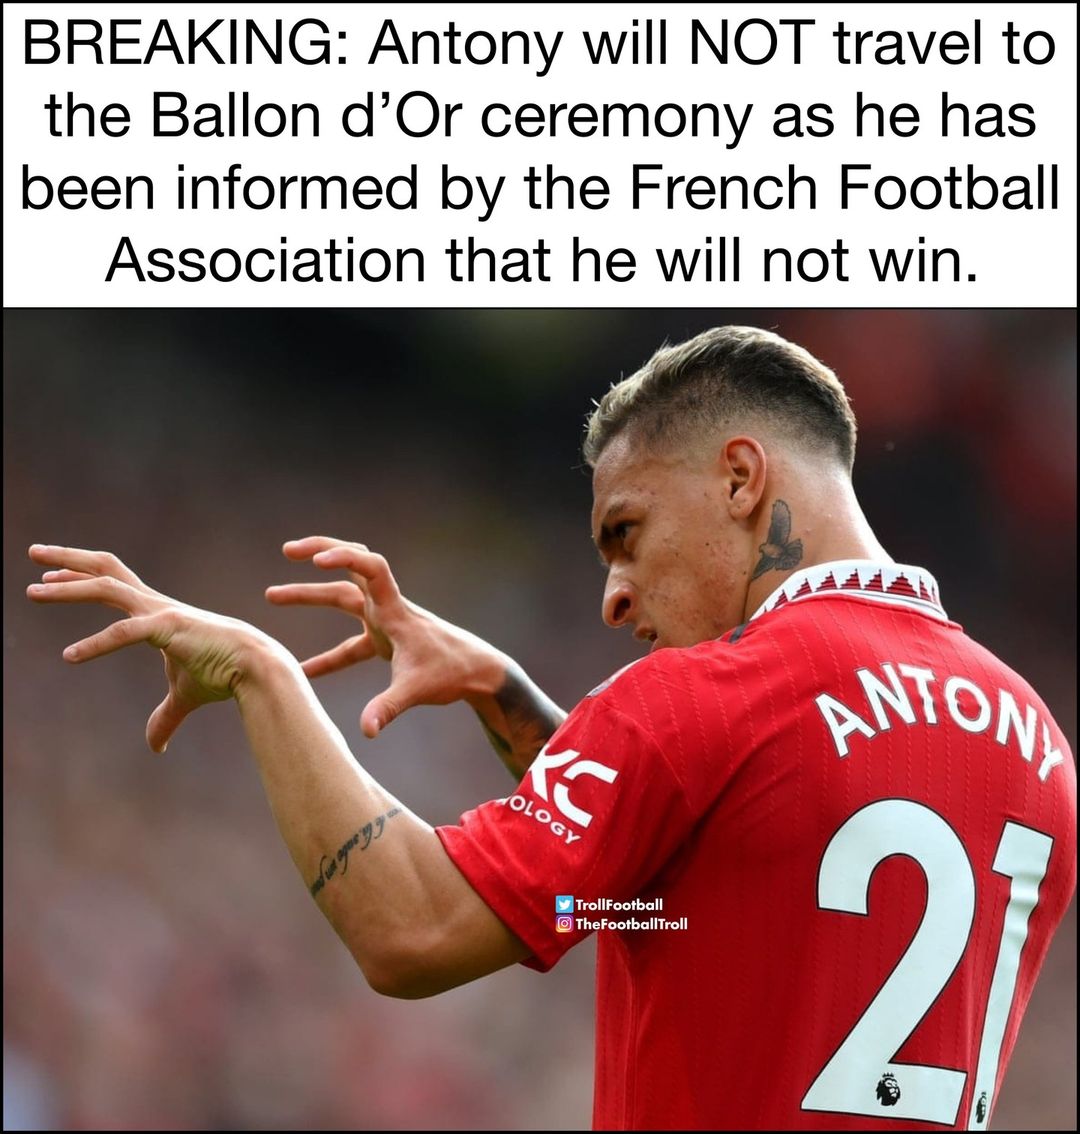 BREAKING: Antony will NOT travel to
the Ballon d’Or ceremony as he has
been informed by the French Football
Association that he will not win.
ANTONY
21
OLOGY
TrollFootball
TheFootballTroll